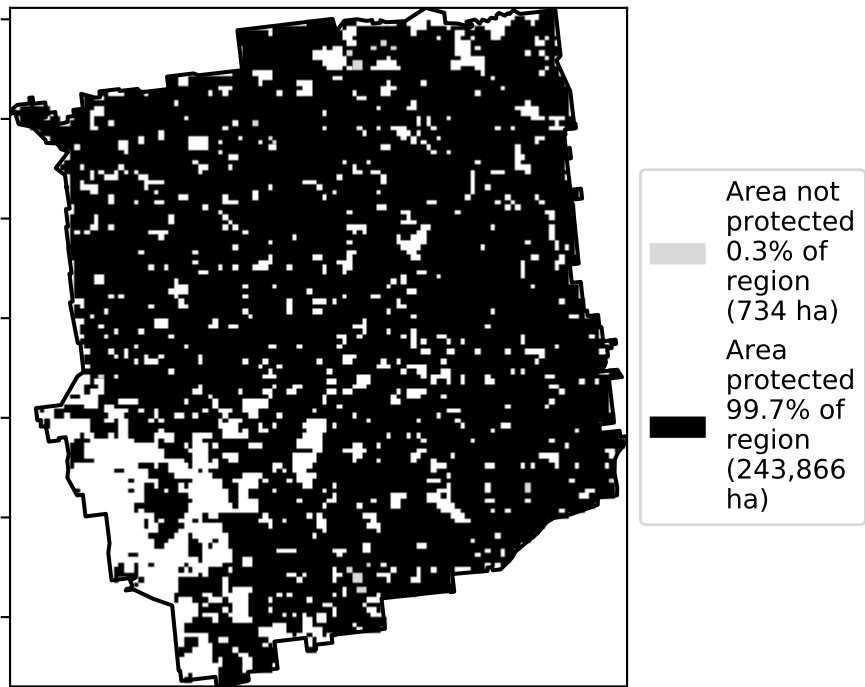 Area not
protected
0.3% of
region
(734 ha)
Area
protected
99.7% of
region
(243,866
ha)